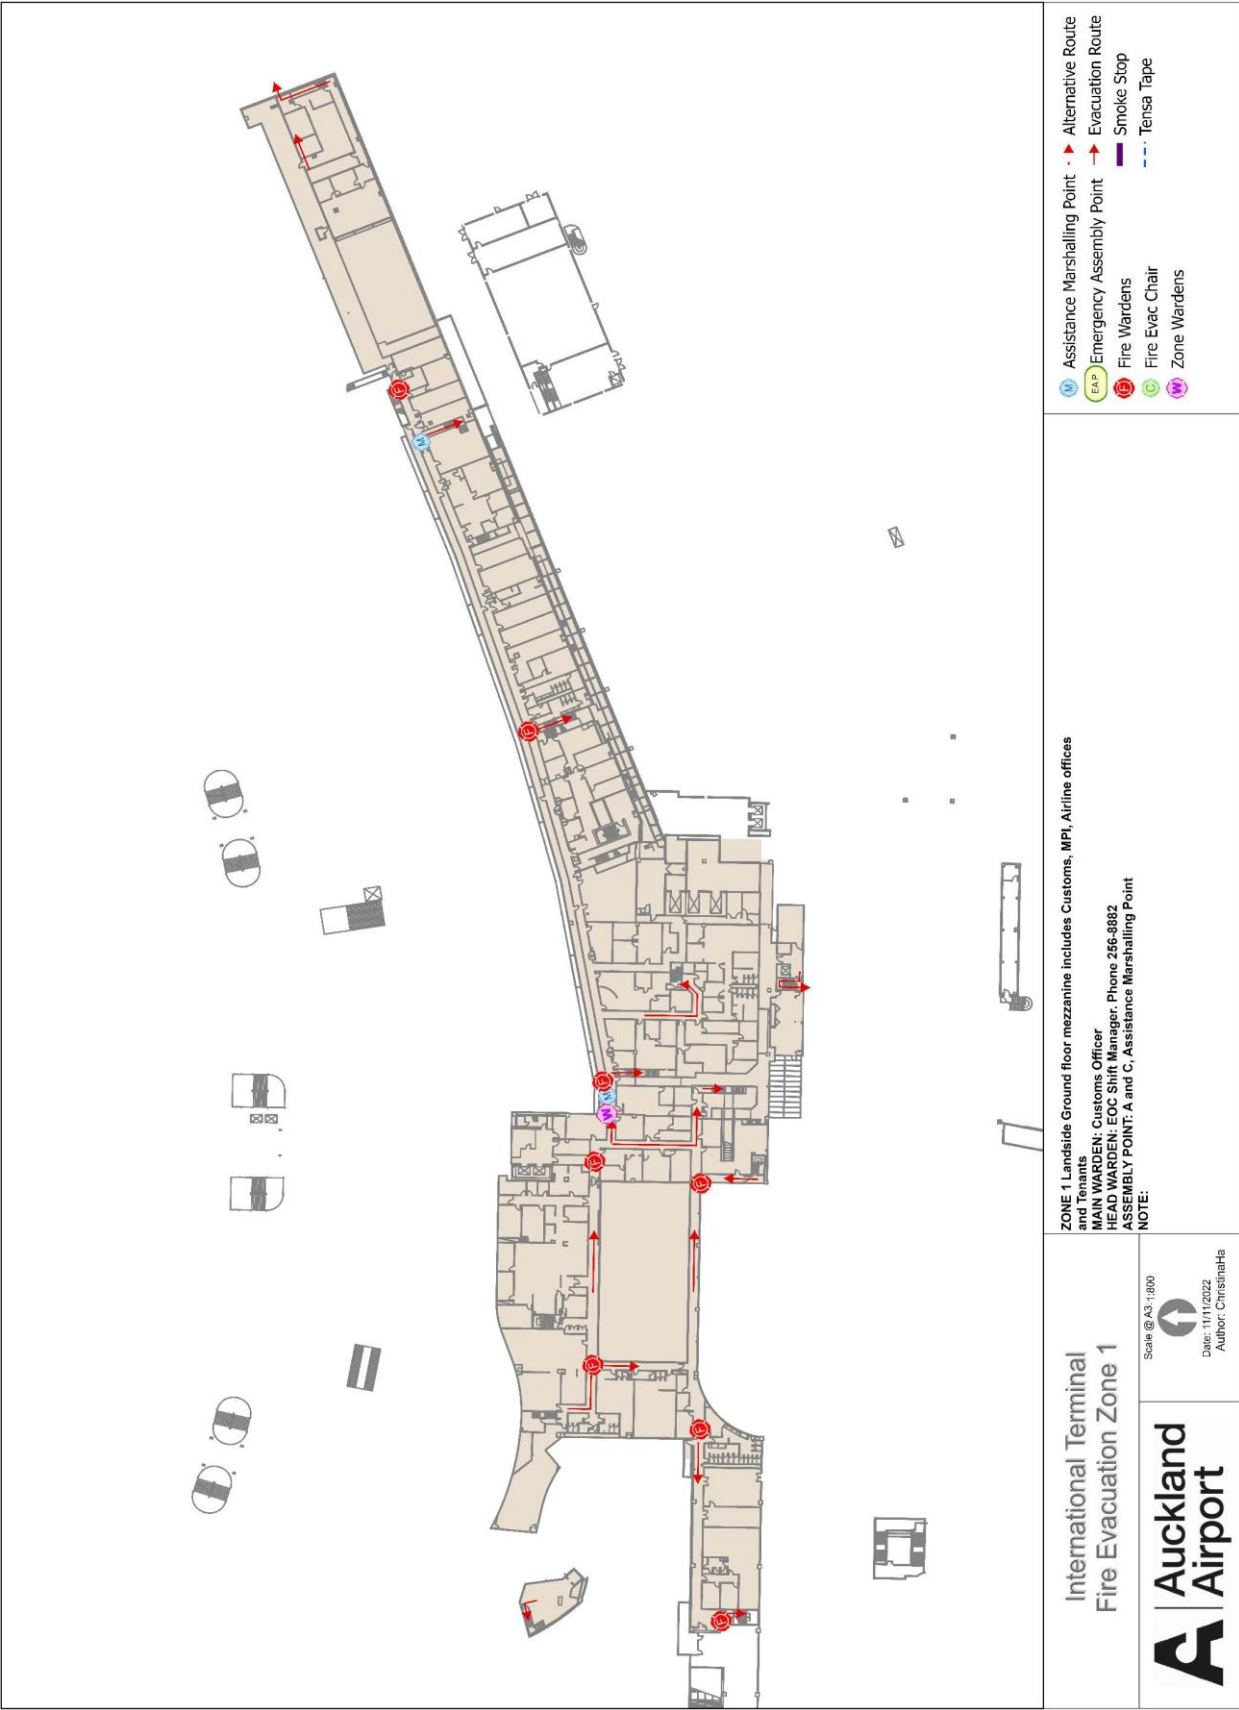 International Terminal
Fire Evacuation Zone 1
A Auckland
Airport
Scale @ A3 1:800
Date: 11/11/2022
Author: ChristinaHa
ZONE 1 Landside Ground floor mezzanine includes Customs, MPI, Airline offices
and Tenants
MAIN WARDEN: Customs Officer
HEAD WARDEN: EOC Shift Manager. Phone 256-8882
ASSEMBLY POINT: A and C, Assistance Marshalling Point
NOTE:
M Assistance Marshalling Point
EAP Emergency Assembly Point
F Fire Wardens
C Fire Evac Chair
W Zone Wardens
Alternative Route
Evacuation Route
Smoke Stop
Tensa Tape
F
M
F
F
M
W
F
F
F
F
F